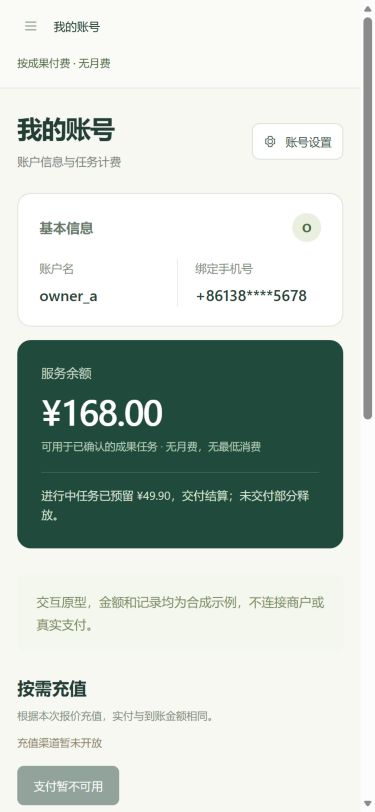 我的账号
按成果付费 · 无月费
我的账号
账号设置
账户信息与任务计费
基本信息
O
账户名
绑定手机号
owner_a
+86138****5678
服务余额
¥168.00
可用于已确认的成果任务 · 无月费，无最低消费
进行中任务已预留 ¥49.90，交付结算；未交付部分释
放。
交互原型，金额和记录均为合成示例，不连接商户或
真实支付。
按需充值
根据本次报价充值，实付与到账金额相同。
充值渠道暂未开放
支付暂不可用